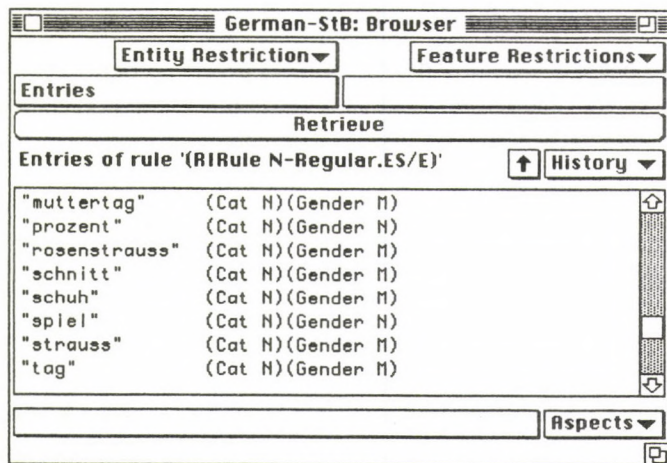 German-StB: Browser
Entity Restriction Feature Restrictions
Entries
Retrieve
Entries of rule '(RIRule N-Regular.ES/E)' History
"muttertag" (Cat N)(Gender M)
"prozent" (Cat N)(Gender N)
"rosenstrauss" (Cat N)(Gender M)
"schnitt" (Cat N)(Gender M)
"schuh" (Cat N)(Gender M)
"spiel" (Cat N)(Gender N)
"strauss" (Cat N)(Gender M)
"tag" (Cat N)(Gender M)
Aspects